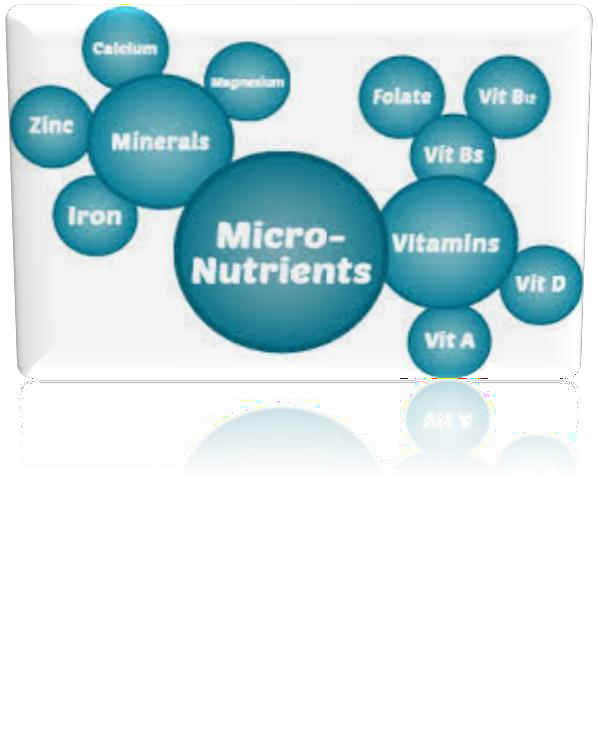 Calcium
Magnesium
Zinc
Minerals
Iron
Micro-
Nutrients
Folate
Vit B12
Vit Bs
Vitamins
Vit D
Vit A